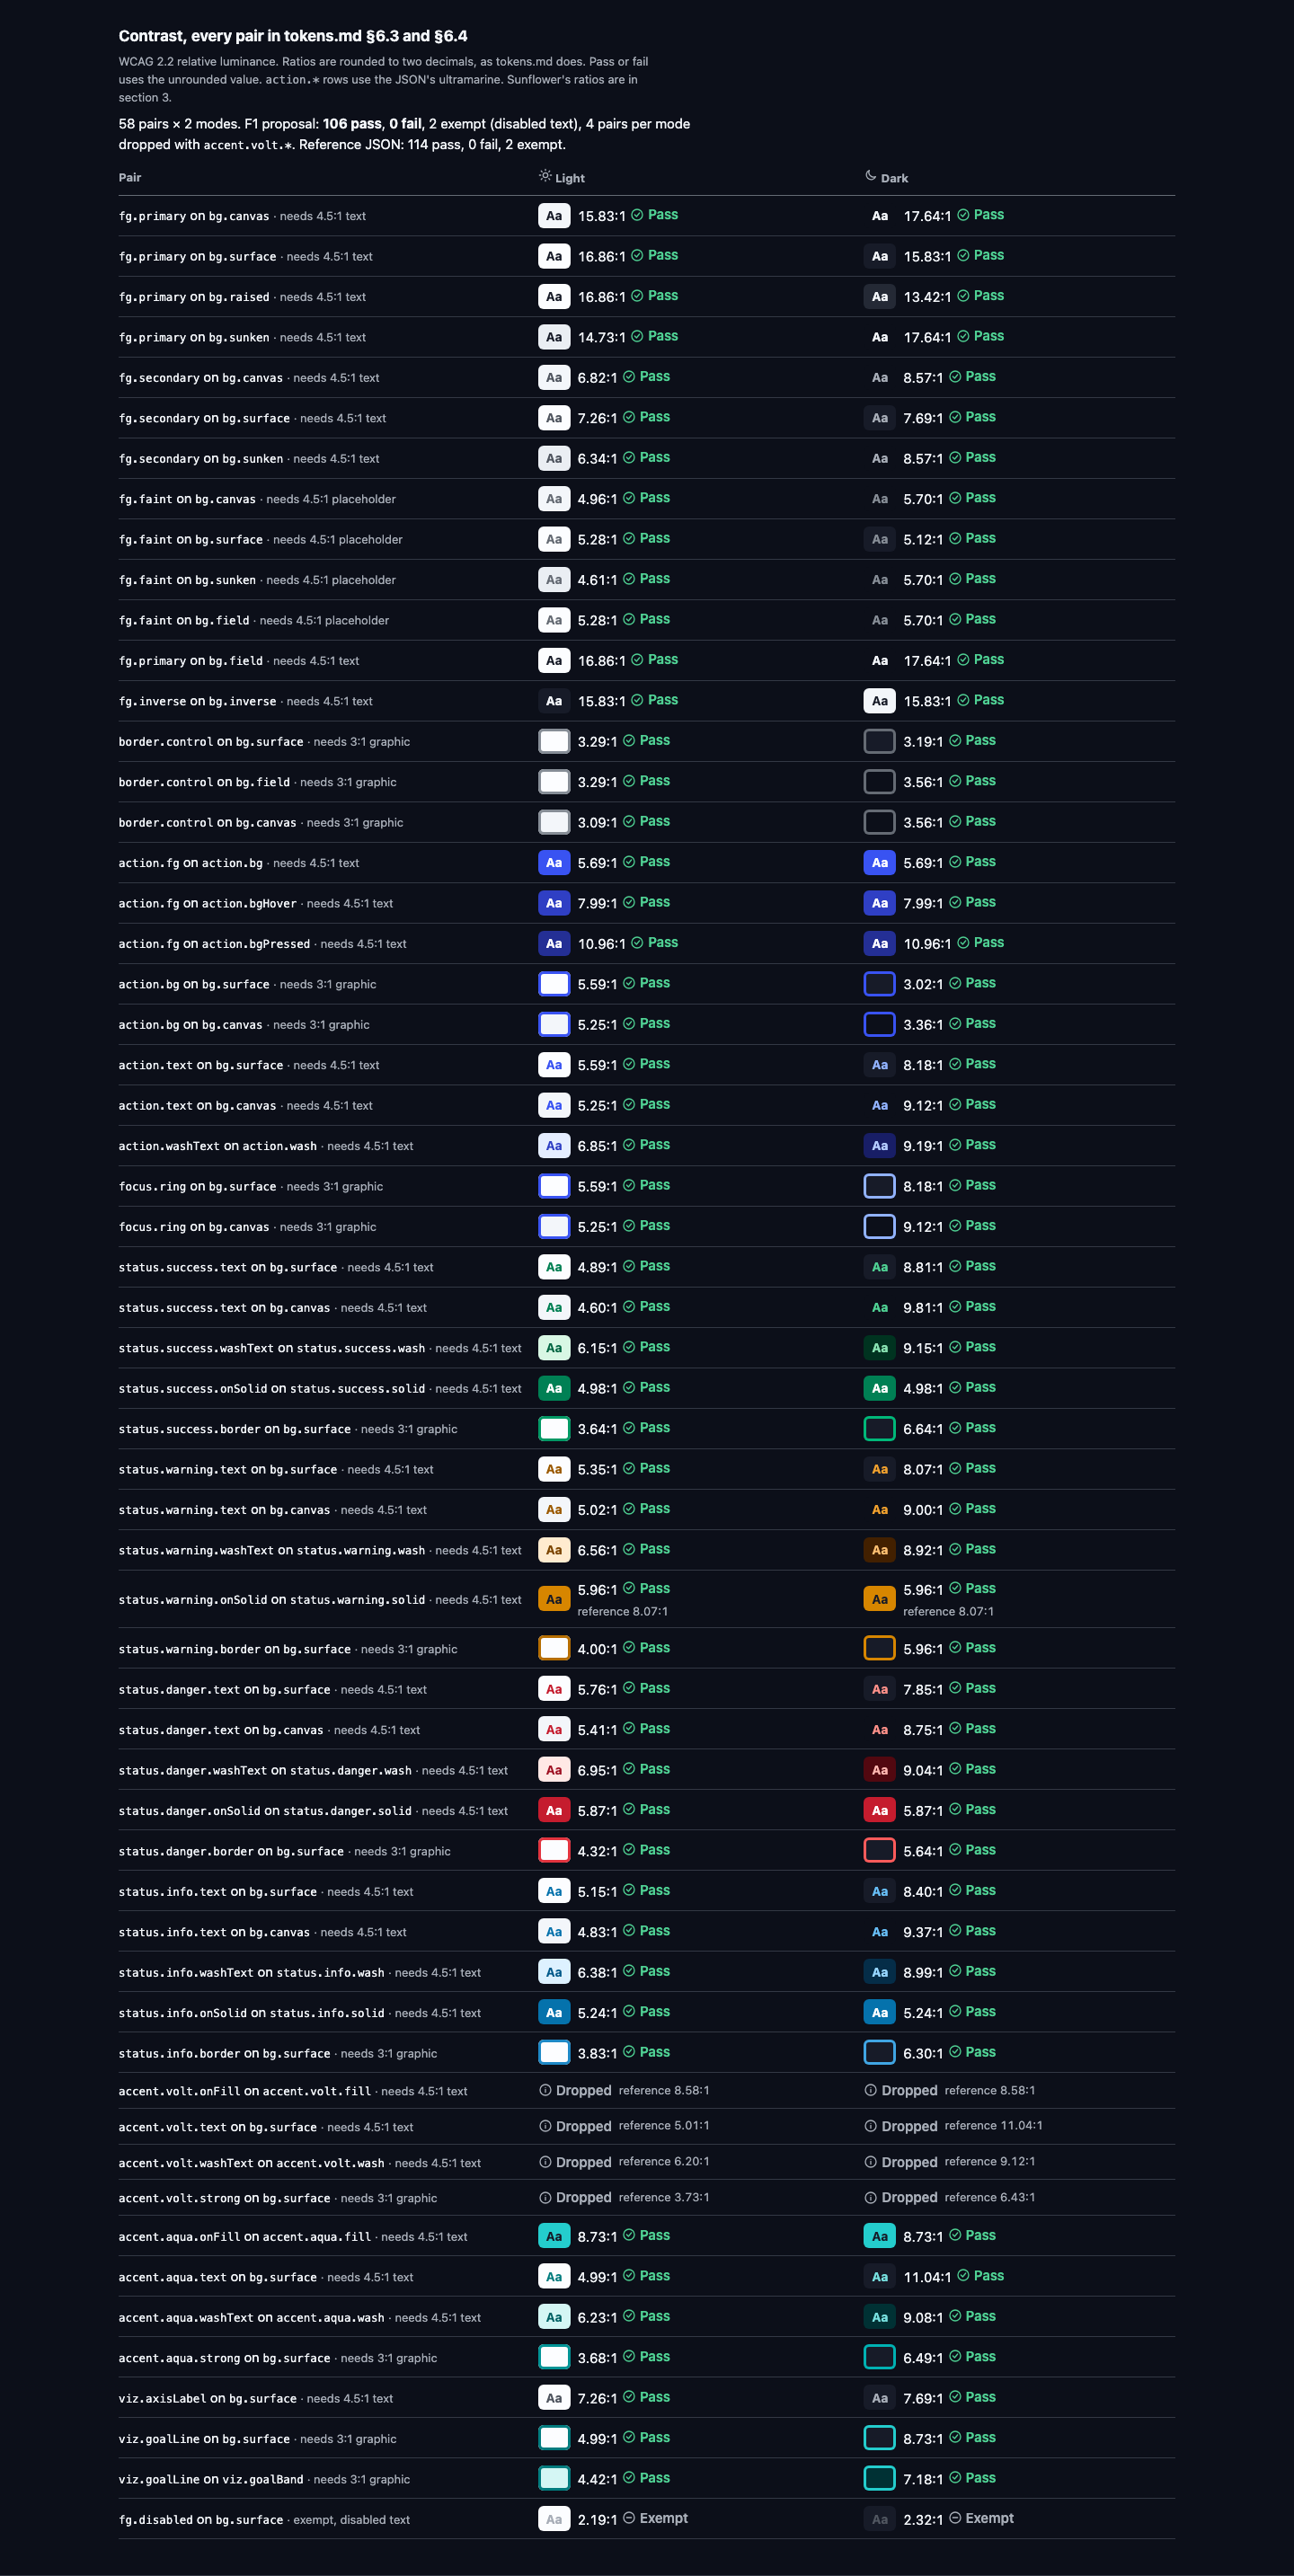 Contrast, every pair in tokens.md §6.3 and §6.4
WCAG 2.2 relative luminance. Ratios are rounded to two decimals, as tokens.md does. Pass or fail
uses the unrounded value. action.* rows use the JSON's ultramarine. Sunflower's ratios are in
section 3.
58 pairs × 2 modes. F1 proposal: 106 pass, 0 fail, 2 exempt (disabled text), 4 pairs per mode
dropped with accent.volt.*. Reference JSON: 114 pass, 0 fail, 2 exempt.
Pair Light Dark
fg.primary on bg.canvas · needs 4.5:1 text Aa 15.83:1 Pass Aa 17.64:1 Pass
fg.primary on bg.surface · needs 4.5:1 text Aa 16.86:1 Pass Aa 15.83:1 Pass
fg.primary on bg.raised · needs 4.5:1 text Aa 16.86:1 Pass Aa 13.42:1 Pass
fg.primary on bg.sunken · needs 4.5:1 text Aa 14.73:1 Pass Aa 17.64:1 Pass
fg.secondary on bg.canvas · needs 4.5:1 text Aa 6.82:1 Pass Aa 8.57:1 Pass
fg.secondary on bg.surface · needs 4.5:1 text Aa 7.26:1 Pass Aa 7.69:1 Pass
fg.secondary on bg.sunken · needs 4.5:1 text Aa 6.34:1 Pass Aa 8.57:1 Pass
fg.faint on bg.canvas · needs 4.5:1 placeholder Aa 4.96:1 Pass Aa 5.70:1 Pass
fg.faint on bg.surface · needs 4.5:1 placeholder Aa 5.28:1 Pass Aa 5.12:1 Pass
fg.faint on bg.sunken · needs 4.5:1 placeholder Aa 4.61:1 Pass Aa 5.70:1 Pass
fg.faint on bg.field · needs 4.5:1 placeholder Aa 5.28:1 Pass Aa 5.70:1 Pass
fg.primary on bg.field · needs 4.5:1 text Aa 16.86:1 Pass Aa 17.64:1 Pass
fg.inverse on bg.inverse · needs 4.5:1 text Aa 15.83:1 Pass Aa 15.83:1 Pass
border.control on bg.surface · needs 3:1 graphic 3.29:1 Pass 3.19:1 Pass
border.control on bg.field · needs 3:1 graphic 3.29:1 Pass 3.56:1 Pass
border.control on bg.canvas · needs 3:1 graphic 3.09:1 Pass 3.56:1 Pass
action.fg on action.bg · needs 4.5:1 text Aa 5.69:1 Pass Aa 5.69:1 Pass
action.fg on action.bgHover · needs 4.5:1 text Aa 7.99:1 Pass Aa 7.99:1 Pass
action.fg on action.bgPressed · needs 4.5:1 text Aa 10.96:1 Pass Aa 10.96:1 Pass
action.bg on bg.surface · needs 3:1 graphic 5.59:1 Pass 3.02:1 Pass
action.bg on bg.canvas · needs 3:1 graphic 5.25:1 Pass 3.36:1 Pass
action.text on bg.surface · needs 4.5:1 text Aa 5.59:1 Pass Aa 8.18:1 Pass
action.text on bg.canvas · needs 4.5:1 text Aa 5.25:1 Pass Aa 9.12:1 Pass
action.washText on action.wash · needs 4.5:1 text Aa 6.85:1 Pass Aa 9.19:1 Pass
focus.ring on bg.surface · needs 3:1 graphic 5.59:1 Pass 8.18:1 Pass
focus.ring on bg.canvas · needs 3:1 graphic 5.25:1 Pass 9.12:1 Pass
status.success.text on bg.surface · needs 4.5:1 text Aa 4.89:1 Pass Aa 8.81:1 Pass
status.success.text on bg.canvas · needs 4.5:1 text Aa 4.60:1 Pass Aa 9.81:1 Pass
status.success.washText on status.success.wash · needs 4.5:1 text Aa 6.15:1 Pass Aa 9.15:1 Pass
status.success.onSolid on status.success.solid · needs 4.5:1 text Aa 4.98:1 Pass Aa 4.98:1 Pass
status.success.border on bg.surface · needs 3:1 graphic 3.64:1 Pass 6.64:1 Pass
status.warning.text on bg.surface · needs 4.5:1 text Aa 5.35:1 Pass Aa 8.07:1 Pass
status.warning.text on bg.canvas · needs 4.5:1 text Aa 5.02:1 Pass Aa 9.00:1 Pass
status.warning.washText on status.warning.wash · needs 4.5:1 text Aa 6.56:1 Pass Aa 8.92:1 Pass
status.warning.onSolid on status.warning.solid · needs 4.5:1 text Aa 5.96:1 Pass Aa 5.96:1 Pass
reference 8.07:1 reference 8.07:1
status.warning.border on bg.surface · needs 3:1 graphic 4.00:1 Pass 5.96:1 Pass
status.danger.text on bg.surface · needs 4.5:1 text Aa 5.76:1 Pass Aa 7.85:1 Pass
status.danger.text on bg.canvas · needs 4.5:1 text Aa 5.41:1 Pass Aa 8.75:1 Pass
status.danger.washText on status.danger.wash · needs 4.5:1 text Aa 6.95:1 Pass Aa 9.04:1 Pass
status.danger.onSolid on status.danger.solid · needs 4.5:1 text Aa 5.87:1 Pass Aa 5.87:1 Pass
status.danger.border on bg.surface · needs 3:1 graphic 4.32:1 Pass 5.64:1 Pass
status.info.text on bg.surface · needs 4.5:1 text Aa 5.15:1 Pass Aa 8.40:1 Pass
status.info.text on bg.canvas · needs 4.5:1 text Aa 4.83:1 Pass Aa 9.37:1 Pass
status.info.washText on status.info.wash · needs 4.5:1 text Aa 6.38:1 Pass Aa 8.99:1 Pass
status.info.onSolid on status.info.solid · needs 4.5:1 text Aa 5.24:1 Pass Aa 5.24:1 Pass
status.info.border on bg.surface · needs 3:1 graphic 3.83:1 Pass 6.30:1 Pass
accent.volt.onFill on accent.volt.fill · needs 4.5:1 text Dropped reference 8.58:1 Dropped reference 8.58:1
accent.volt.text on bg.surface · needs 4.5:1 text Dropped reference 5.01:1 Dropped reference 11.04:1
accent.volt.washText on accent.volt.wash · needs 4.5:1 text Dropped reference 6.20:1 Dropped reference 9.12:1
accent.volt.strong on bg.surface · needs 3:1 graphic Dropped reference 3.73:1 Dropped reference 6.43:1
accent.aqua.onFill on accent.aqua.fill · needs 4.5:1 text Aa 8.73:1 Pass Aa 8.73:1 Pass
accent.aqua.text on bg.surface · needs 4.5:1 text Aa 4.99:1 Pass Aa 11.04:1 Pass
accent.aqua.washText on accent.aqua.wash · needs 4.5:1 text Aa 6.23:1 Pass Aa 9.08:1 Pass
accent.aqua.strong on bg.surface · needs 3:1 graphic 3.68:1 Pass 6.49:1 Pass
viz.axisLabel on bg.surface · needs 4.5:1 text Aa 7.26:1 Pass Aa 7.69:1 Pass
viz.goalLine on bg.surface · needs 3:1 graphic 4.99:1 Pass 8.73:1 Pass
viz.goalLine on viz.goalBand · needs 3:1 graphic 4.42:1 Pass 7.18:1 Pass
fg.disabled on bg.surface · exempt, disabled text Aa 2.19:1 Exempt Aa 2.32:1 Exempt